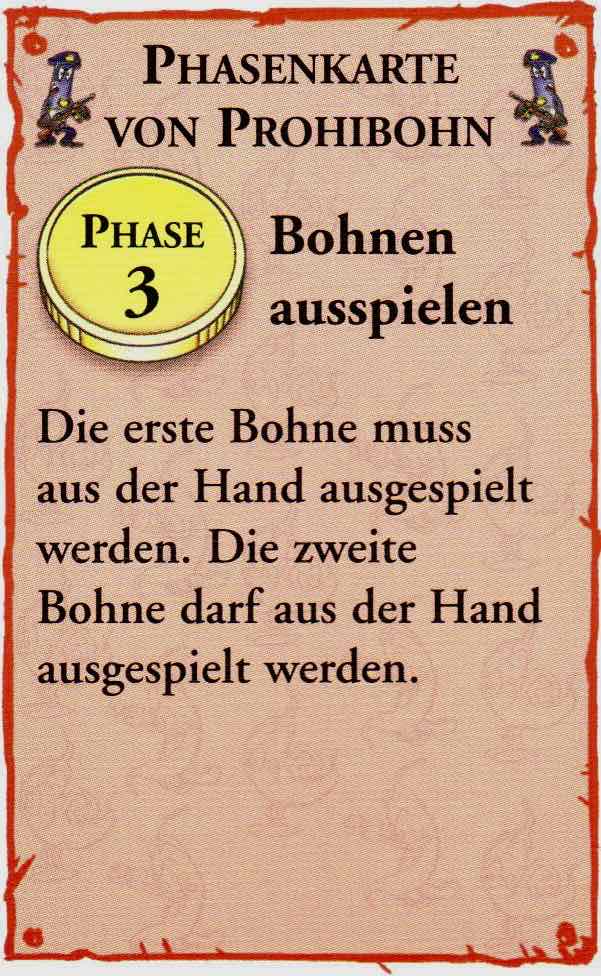 Phasenkarte
von Prohibohn
Phase
3
Bohnen
ausspielen
Die erste Bohne muss
aus der Hand ausgespielt
werden. Die zweite
Bohne darf aus der Hand
ausgespielt werden.